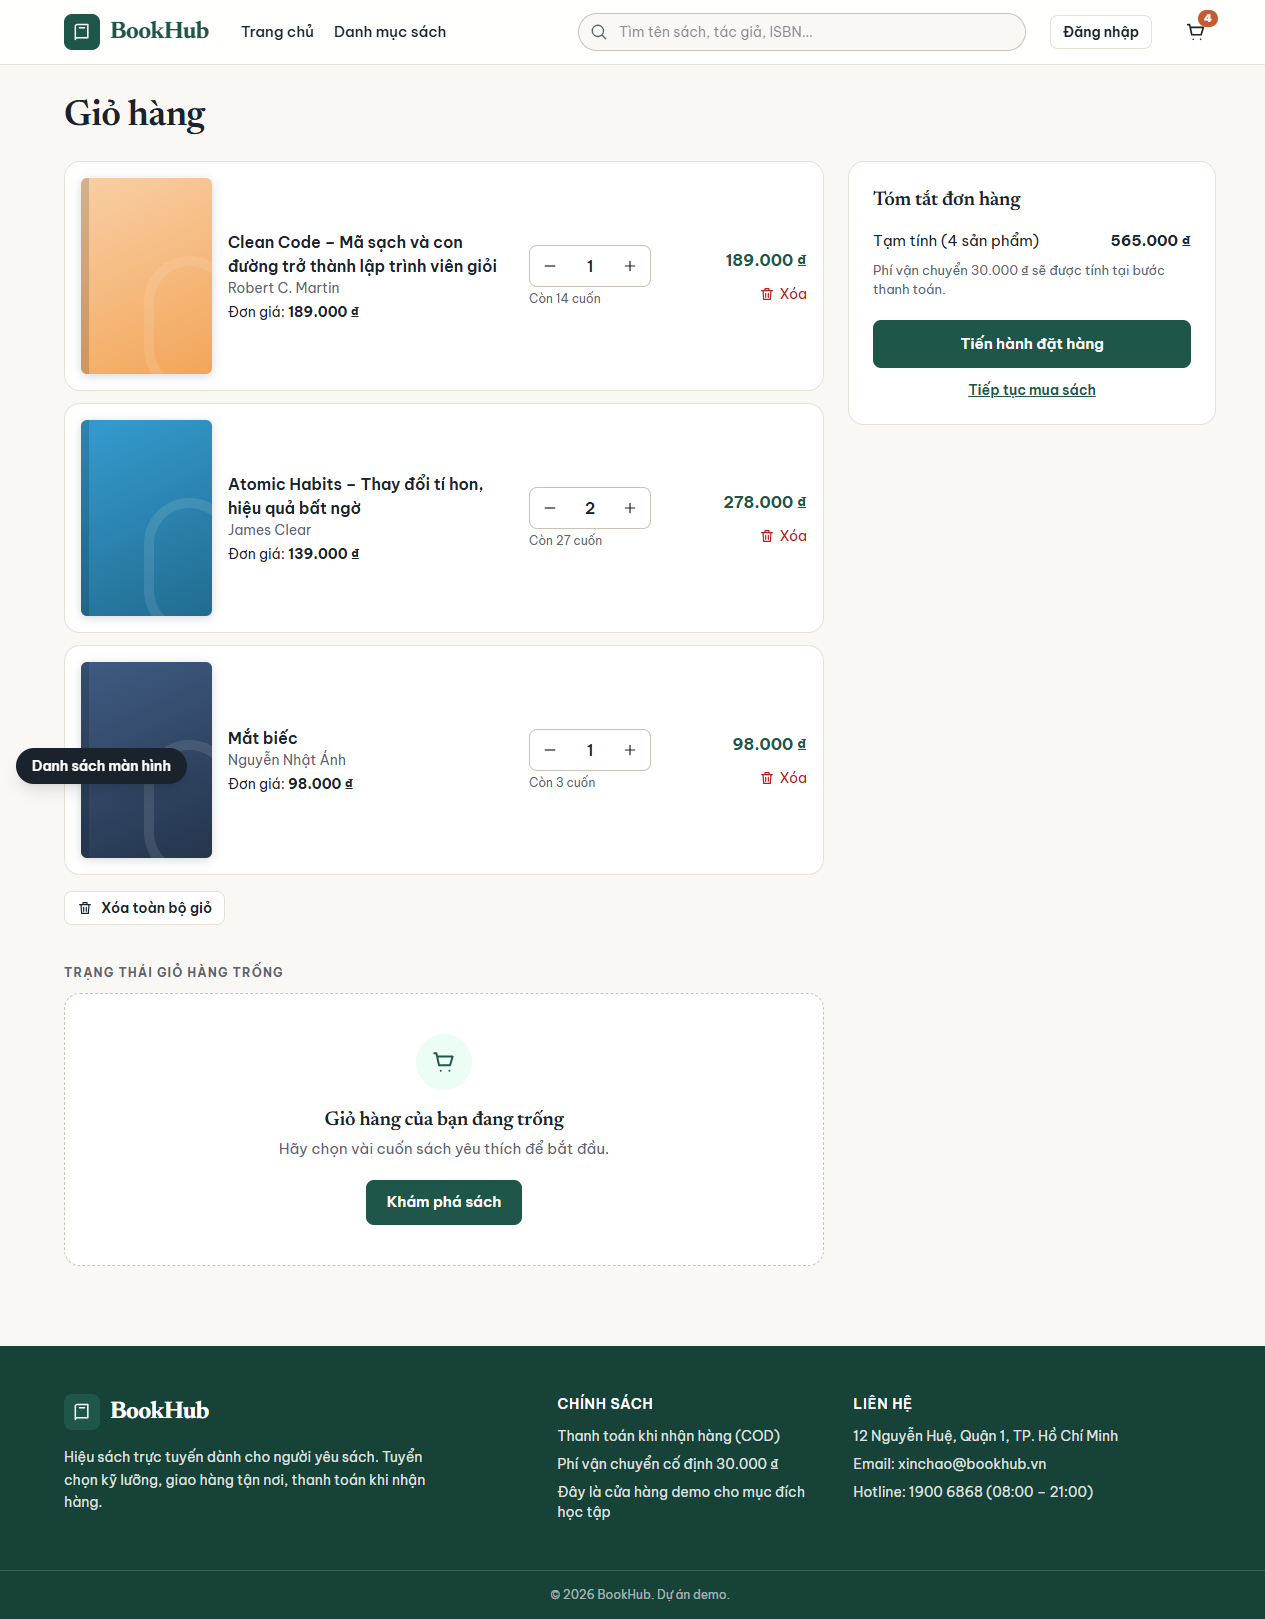 BookHub
Trang chủ
Danh mục sách
Tìm tên sách, tác giả, ISBN...
Đăng nhập
4
Giỏ hàng
Clean Code – Mã sạch và con
đường trở thành lập trình viên giỏi
Robert C. Martin
Đơn giá: 189.000 ₫
1
Còn 14 cuốn
189.000 ₫
Xóa
Atomic Habits – Thay đổi tí hon,
hiệu quả bất ngờ
James Clear
Đơn giá: 139.000 ₫
2
Còn 27 cuốn
278.000 ₫
Xóa
Mắt biếc
Nguyễn Nhật Ánh
Đơn giá: 98.000 ₫
1
Còn 3 cuốn
98.000 ₫
Xóa
Danh sách màn hình
Xóa toàn bộ giỏ
Tóm tắt đơn hàng
Tạm tính (4 sản phẩm) 565.000 ₫
Phí vận chuyển 30.000 ₫ sẽ được tính tại bước
thanh toán.
Tiến hành đặt hàng
Tiếp tục mua sách
TRẠNG THÁI GIỎ HÀNG TRỐNG
Giỏ hàng của bạn đang trống
Hãy chọn vài cuốn sách yêu thích để bắt đầu.
Khám phá sách
BookHub
Hiệu sách trực tuyến dành cho người yêu sách. Tuyển
chọn kỹ lưỡng, giao hàng tận nơi, thanh toán khi nhận
hàng.
CHÍNH SÁCH
Thanh toán khi nhận hàng (COD)
Phí vận chuyển cố định 30.000 ₫
Đây là cửa hàng demo cho mục đích
học tập
LIÊN HỆ
12 Nguyễn Huệ, Quận 1, TP. Hồ Chí Minh
Email: xinchao@bookhub.vn
Hotline: 1900 6868 (08:00 – 21:00)
© 2026 BookHub. Dự án demo.